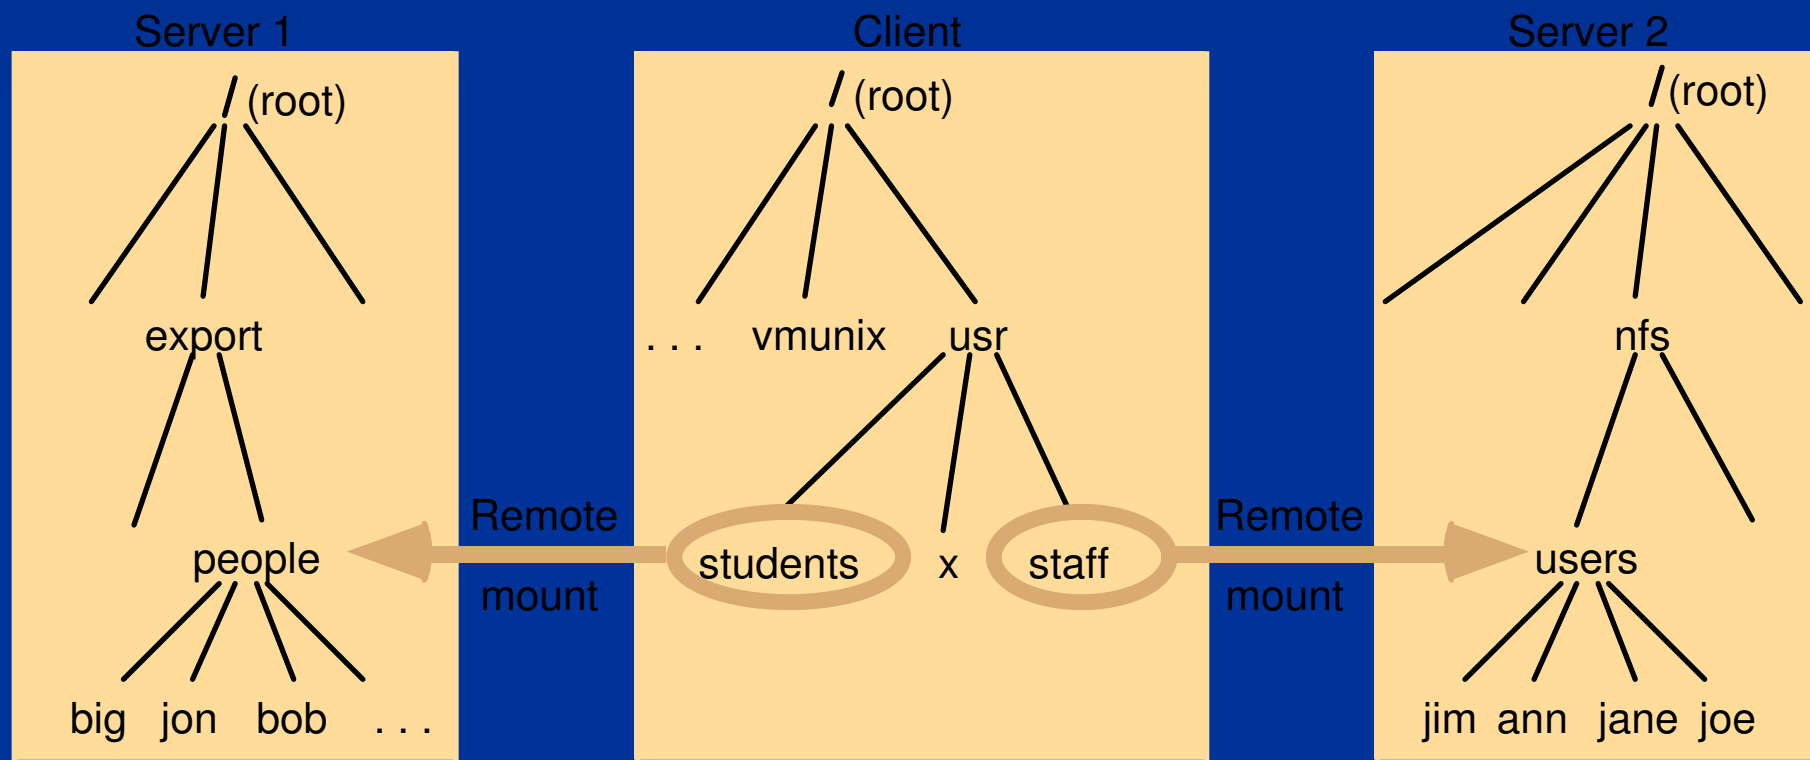 Server 1 Client Server 2
/ (root) / (root) / (root)
export . . . vmunix usr nfs
Remote Remote
people students x staff users
mount mount
big jon bob . . . jim ann jane joe